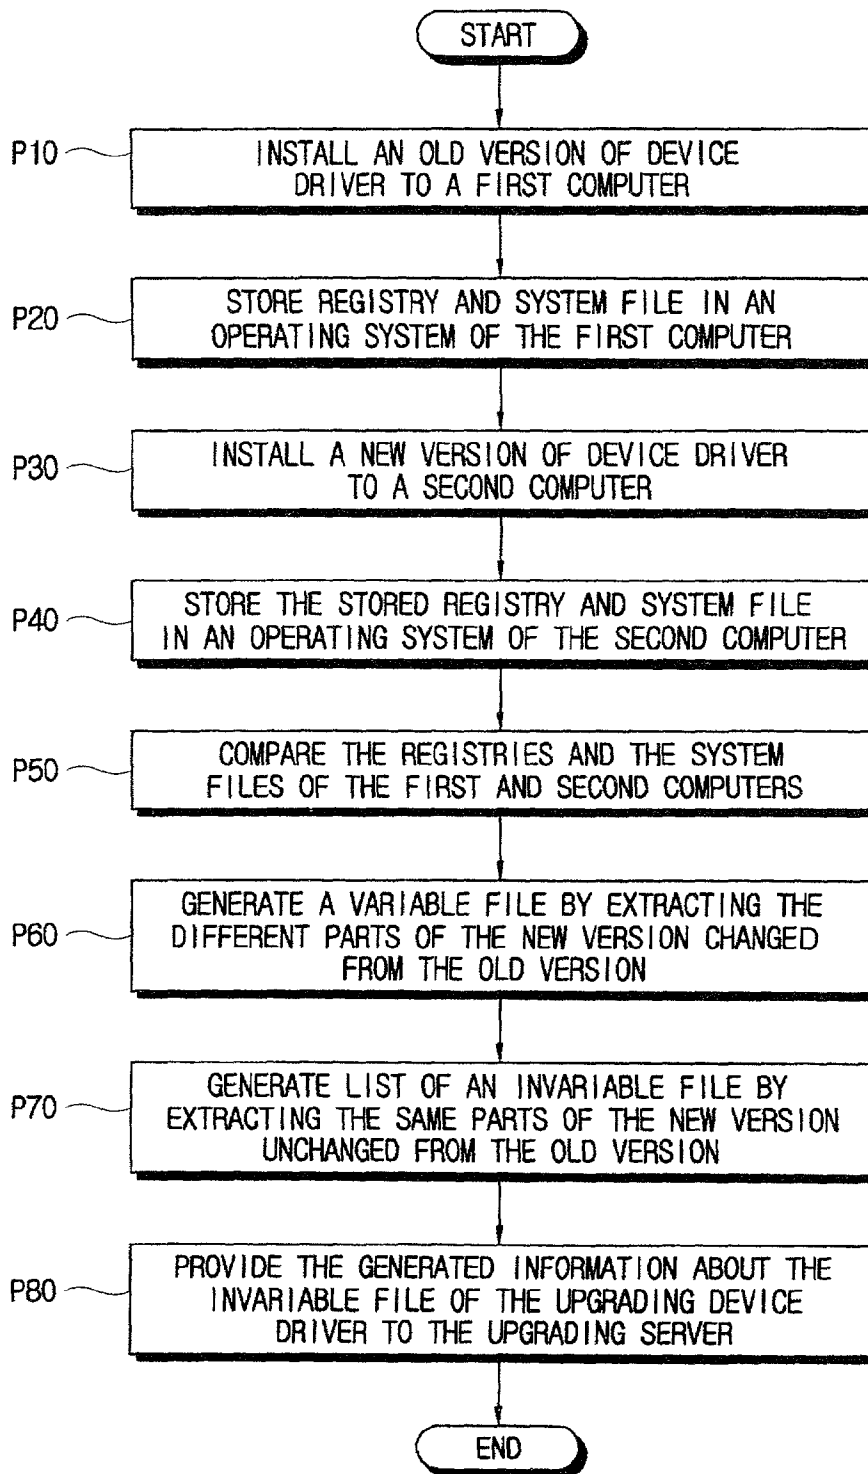 START
P10
INSTALL AN OLD VERSION OF DEVICE
DRIVER TO A FIRST COMPUTER
P20
STORE REGISTRY AND SYSTEM FILE IN AN
OPERATING SYSTEM OF THE FIRST COMPUTER
P30
INSTALL A NEW VERSION OF DEVICE DRIVER
TO A SECOND COMPUTER
P40
STORE THE STORED REGISTRY AND SYSTEM FILE
IN AN OPERATING SYSTEM OF THE SECOND COMPUTER
P50
COMPARE THE REGISTRIES AND THE SYSTEM
FILES OF THE FIRST AND SECOND COMPUTERS
P60
GENERATE A VARIABLE FILE BY EXTRACTING THE
DIFFERENT PARTS OF THE NEW VERSION CHANGED
FROM THE OLD VERSION
P70
GENERATE LIST OF AN INVARIABLE FILE BY
EXTRACTING THE SAME PARTS OF THE NEW VERSION
UNCHANGED FROM THE OLD VERSION
P80
PROVIDE THE GENERATED INFORMATION ABOUT THE
INVARIABLE FILE OF THE UPGRADING DEVICE
DRIVER TO THE UPGRADING SERVER
END